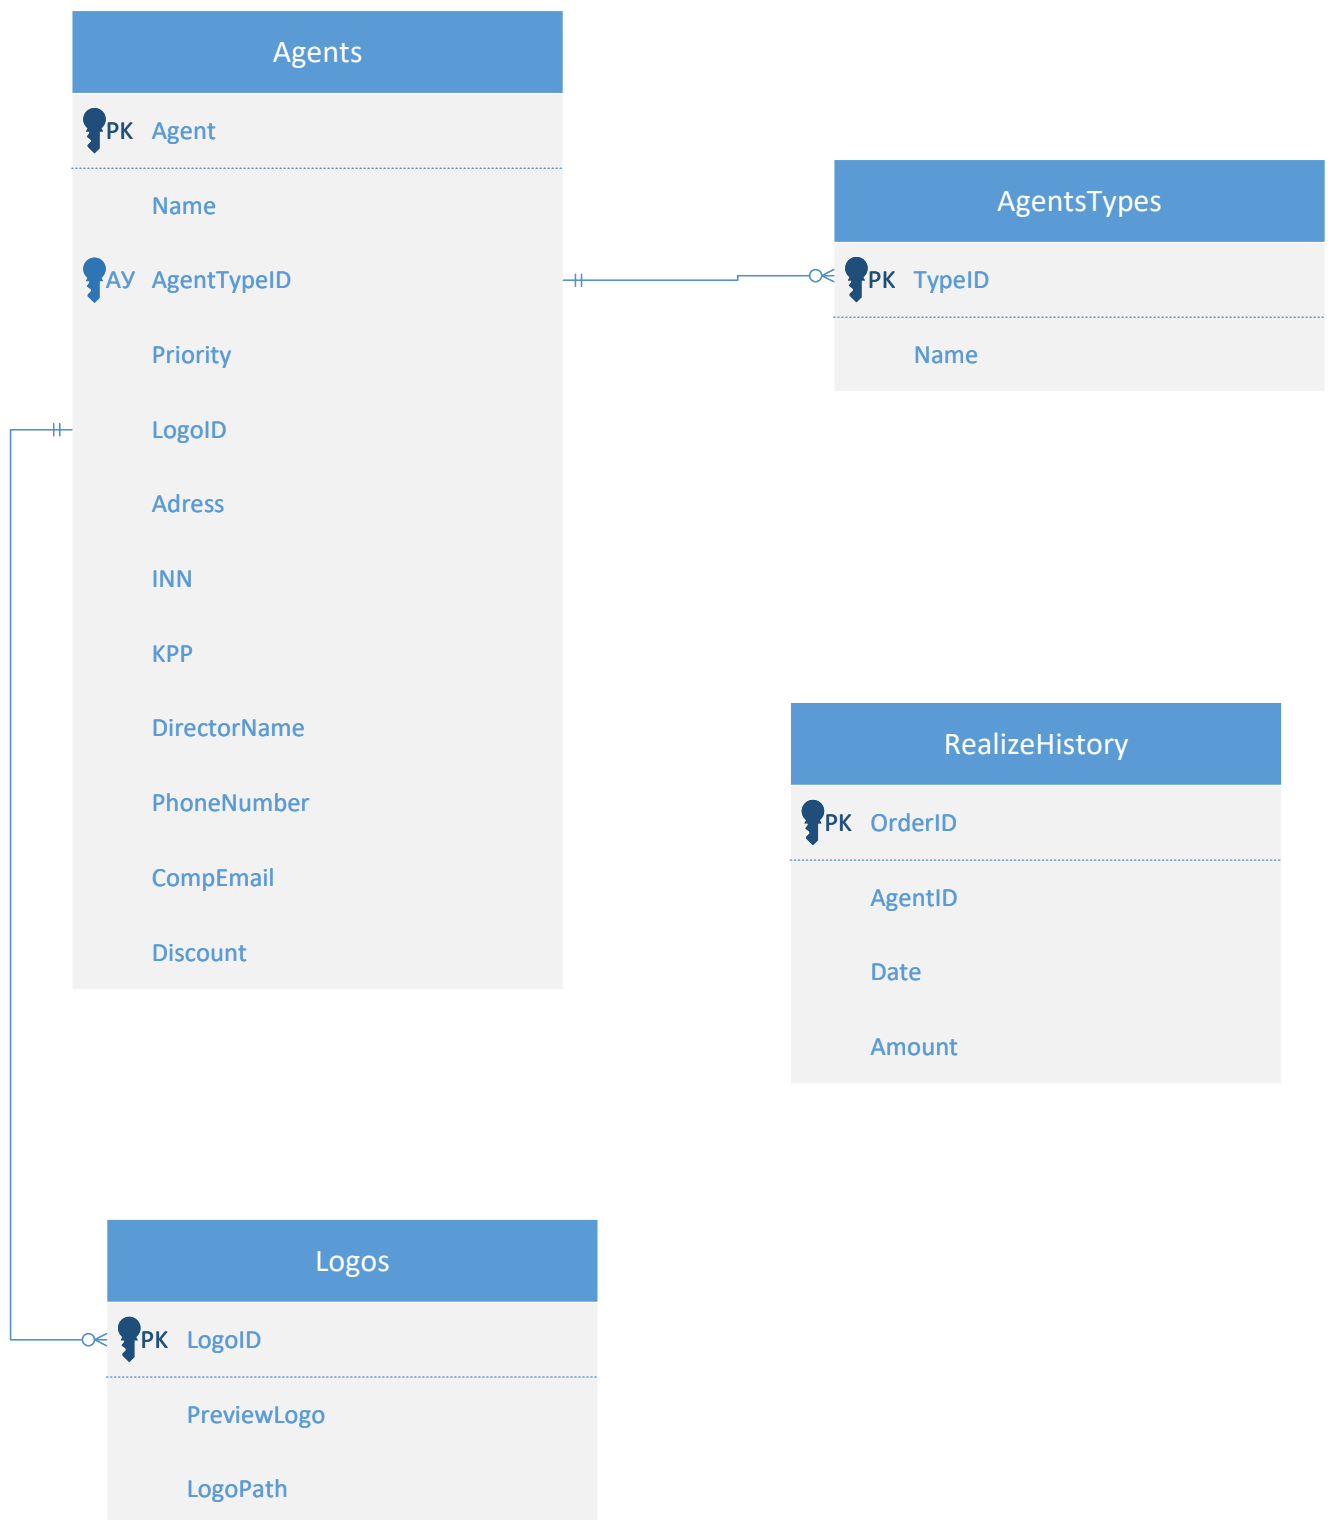 Agents
PK Agent
Name
АУ AgentTypeID
Priority
LogoID
Adress
INN
KPP
DirectorName
PhoneNumber
CompEmail
Discount
AgentsTypes
PK TypeID
Name
RealizeHistory
PK OrderID
AgentID
Date
Amount
Logos
PK LogoID
PreviewLogo
LogoPath